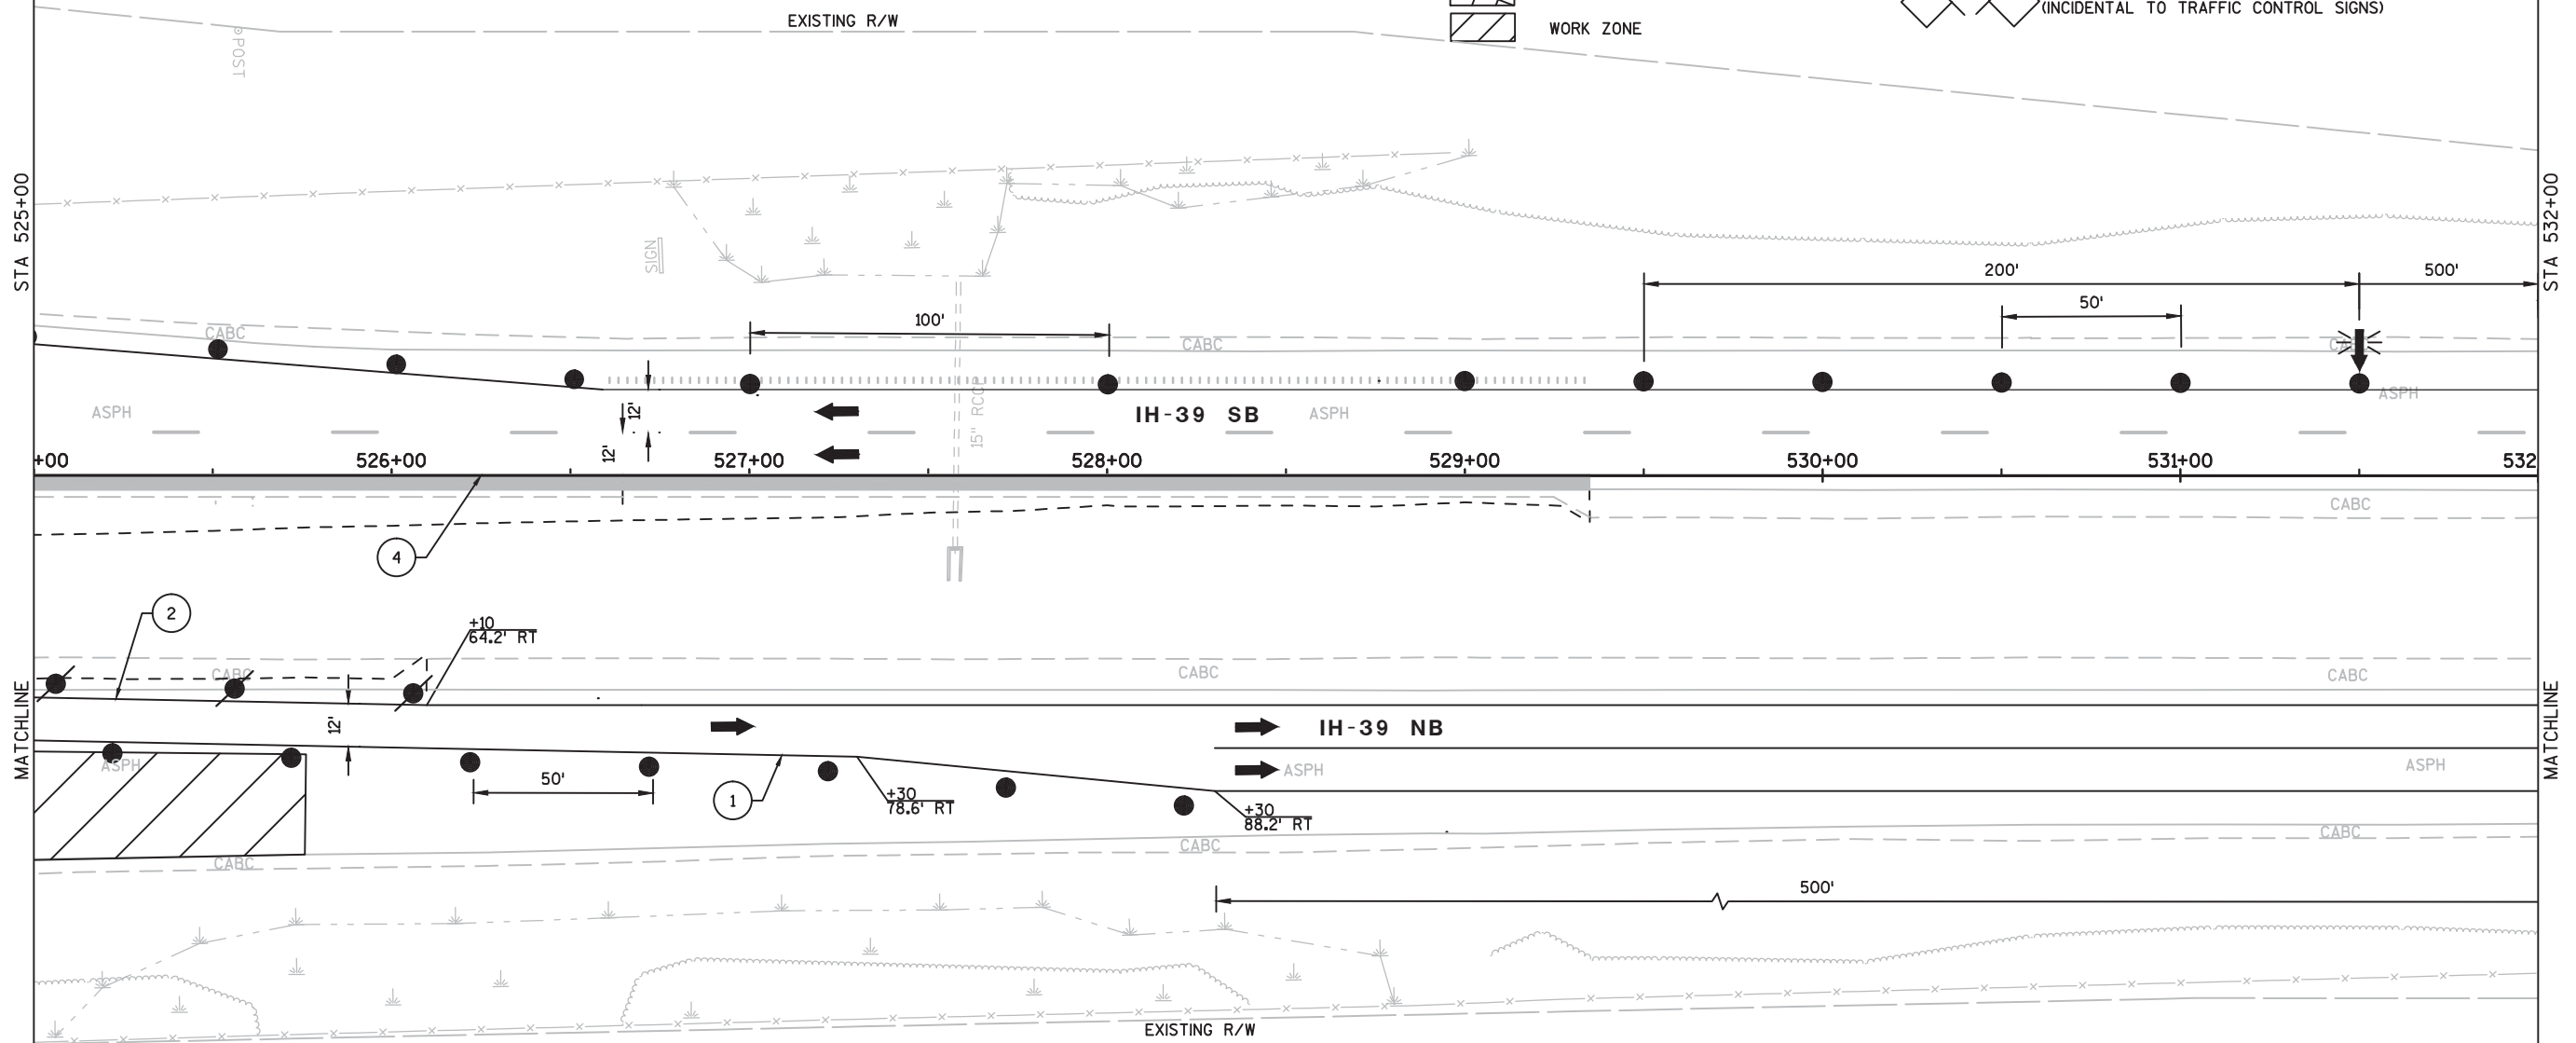 EXISTING R/W
WORK ZONE
(INCIDENTAL TO TRAFFIC CONTROL SIGNS)
POST
STA 525+00
STA 532+00
SIGN
200'
500'
50'
100'
CABC
CABC
ASPH
12'
12'
15" RCCP
IH-39 SB
ASPH
ASPH
+00
526+00
527+00
528+00
529+00
530+00
531+00
532
CABC
4
2
+10
64.2' RT
CABC
CABC
CABC
MATCHLINE
MATCHLINE
12'
IH-39 NB
ASPH
ASPH
ASPH
50'
1
+30
78.6' RT
+30
88.2' RT
CABC
CABC
CABC
500'
EXISTING R/W